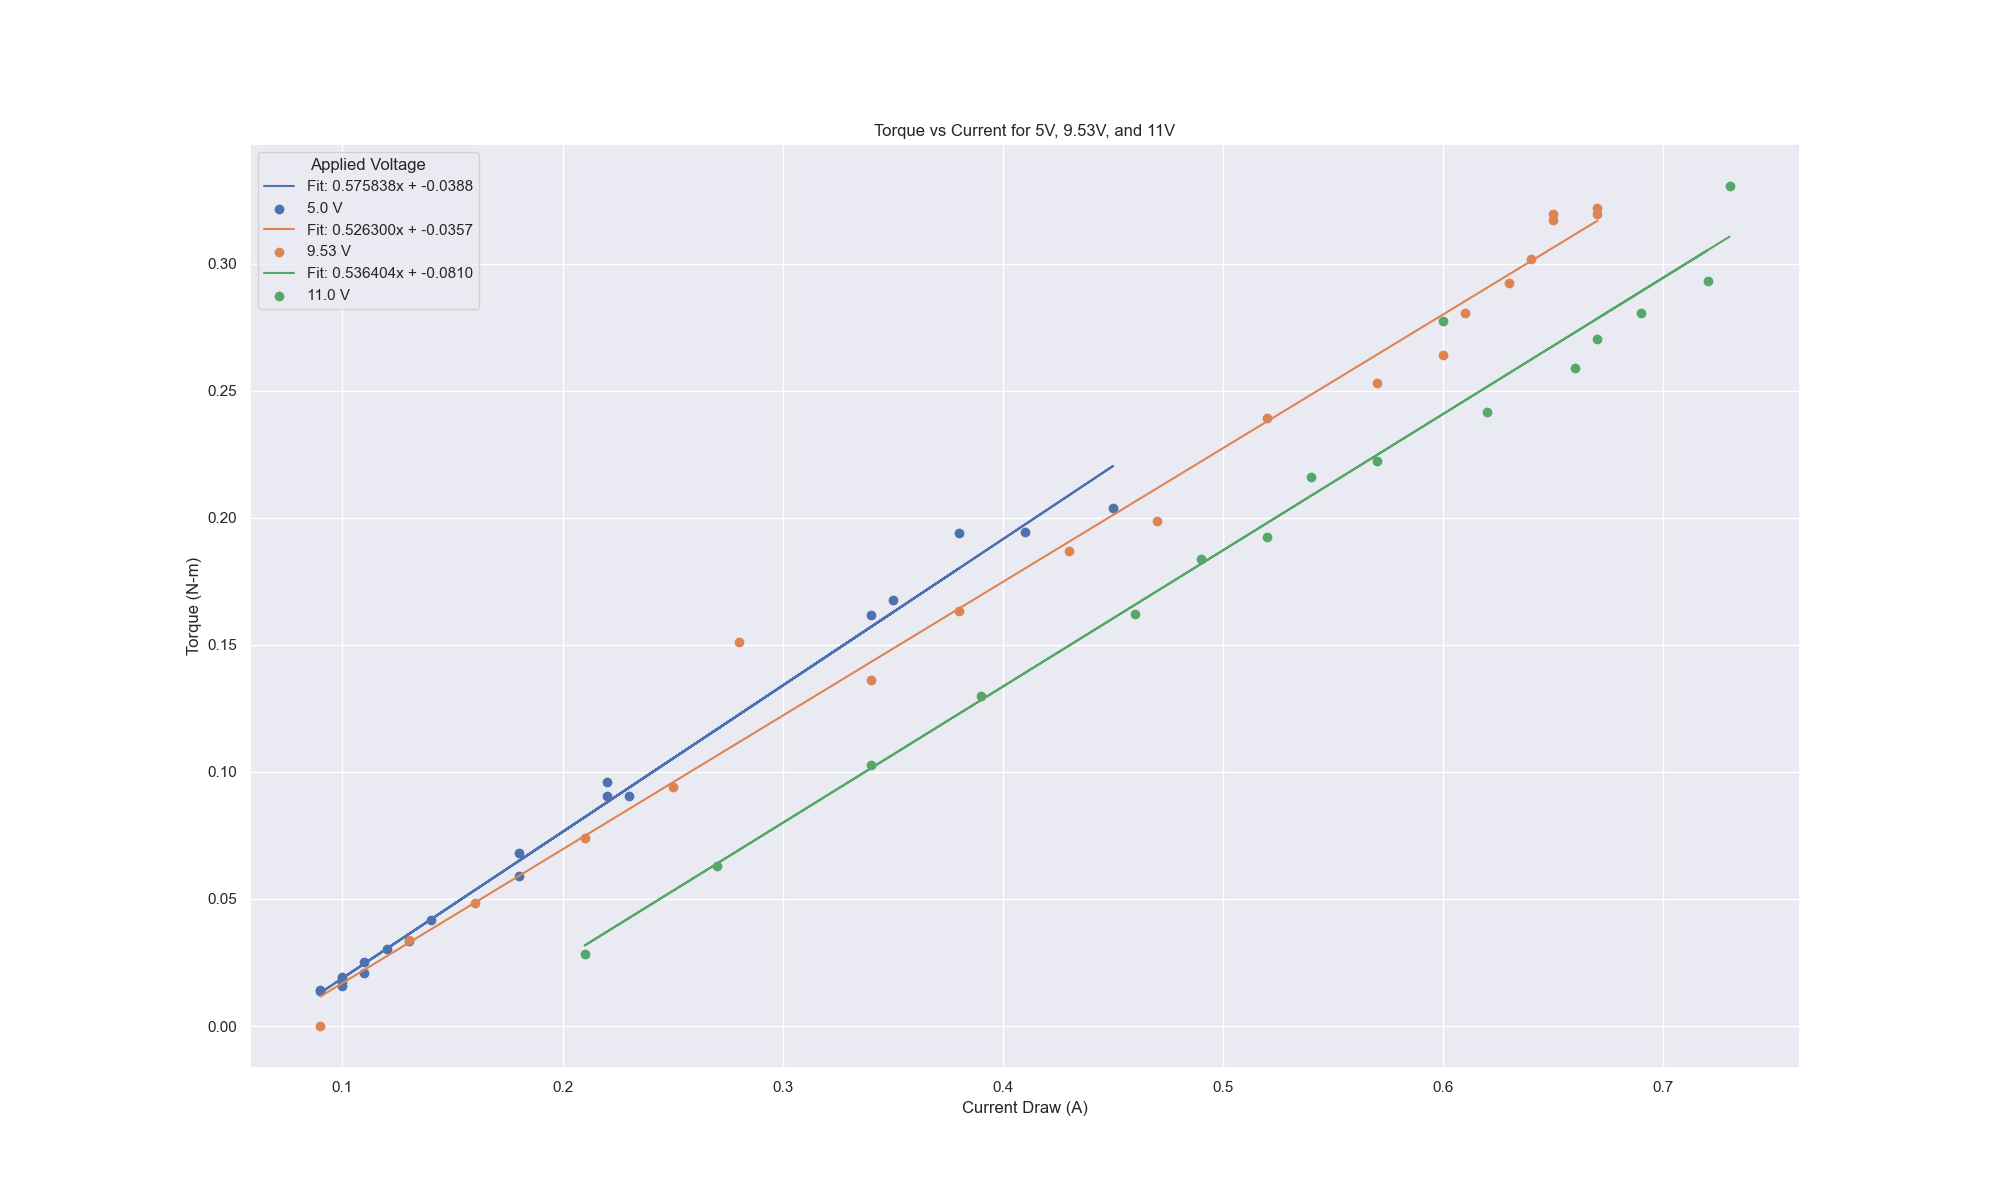 Torque vs Current for 5V, 9.53V, and 11V
Applied Voltage
Fit: 0.575838x + -0.0388
5.0 V
Fit: 0.526300x + -0.0357
9.53 V
Fit: 0.536404x + -0.0810
11.0 V
0.30
0.25
0.20
0.15
0.10
0.05
0.00
Torque (N-m)
0.1 0.2 0.3 0.4 0.5 0.6 0.7
Current Draw (A)